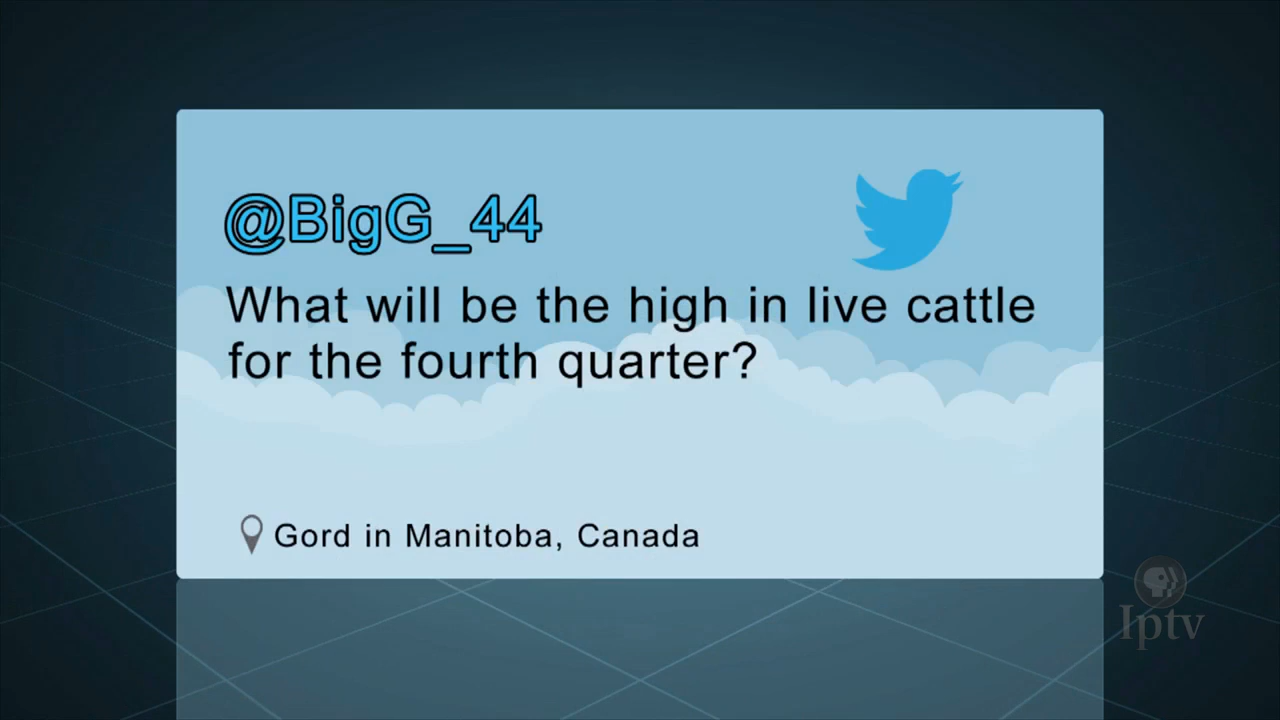 @BigG_44
What will be the high in live cattle
for the fourth quarter?
Gord in Manitoba, Canada
Iptv